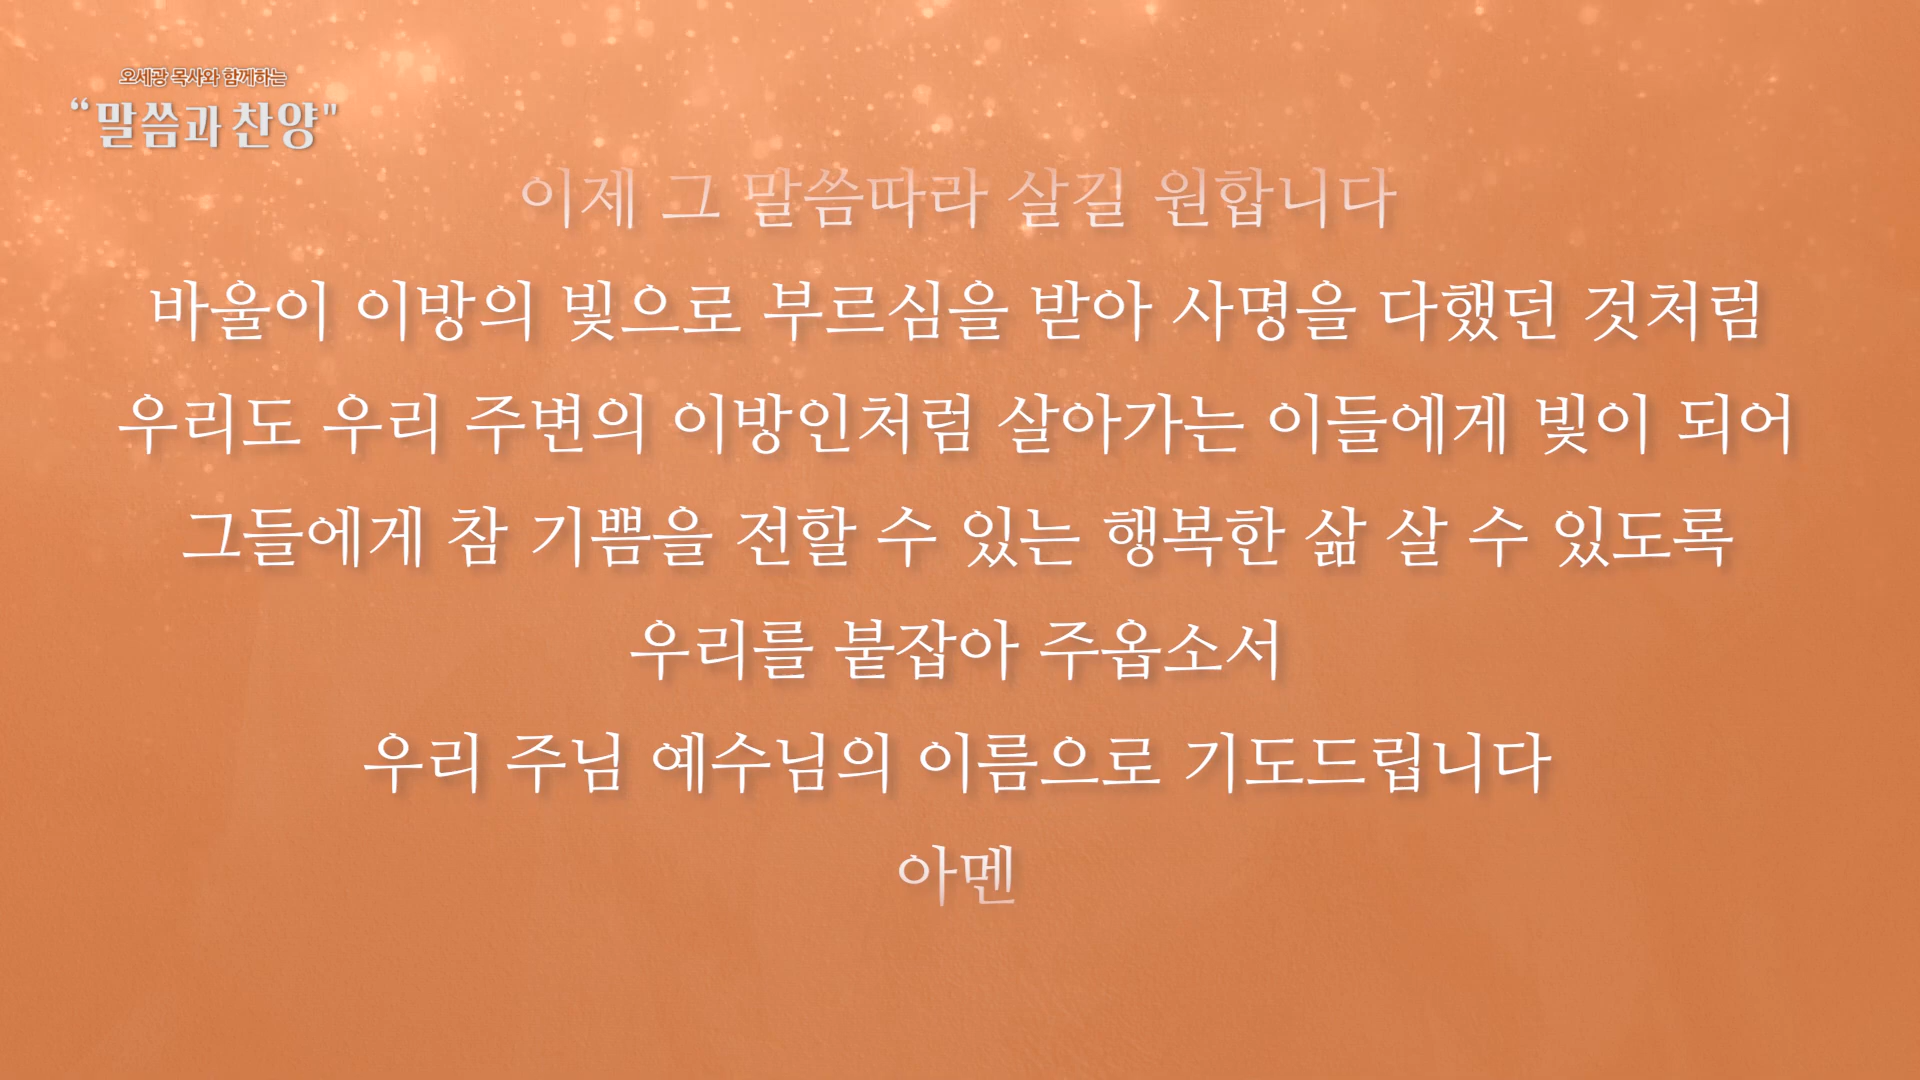 오세광 목사와 함께하는
“말씀과 찬양"
이제 그 말씀따라 살길 원합니다
바울이 이방의 빛으로 부르심을 받아 사명을 다했던 것처럼
우리도 우리 주변의 이방인처럼 살아가는 이들에게 빛이 되어
그들에게 참 기쁨을 전할 수 있는 행복한 삶 살 수 있도록
우리를 붙잡아 주옵소서
우리 주님 예수님의 이름으로 기도드립니다
아멘